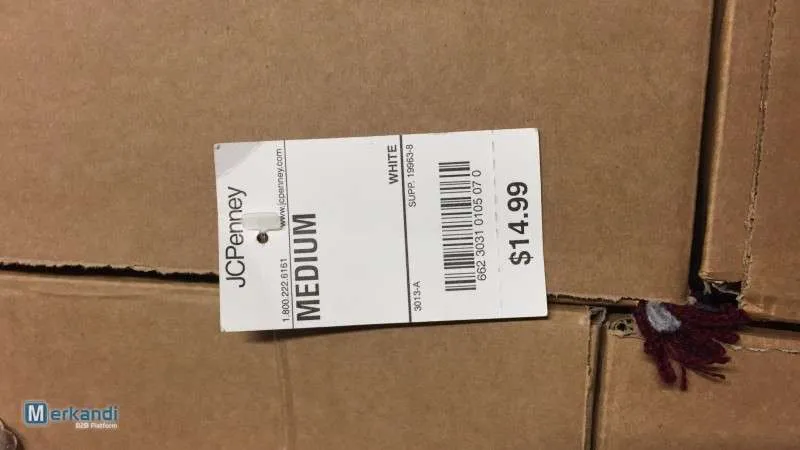 JCPenney
1.800.222.6161 www.jcpenney.com
MEDIUM
WHITE
3013-A SUPP. 19963-8
662 3031 0105 07 0
$14.99
Merkandi
B2B Platform